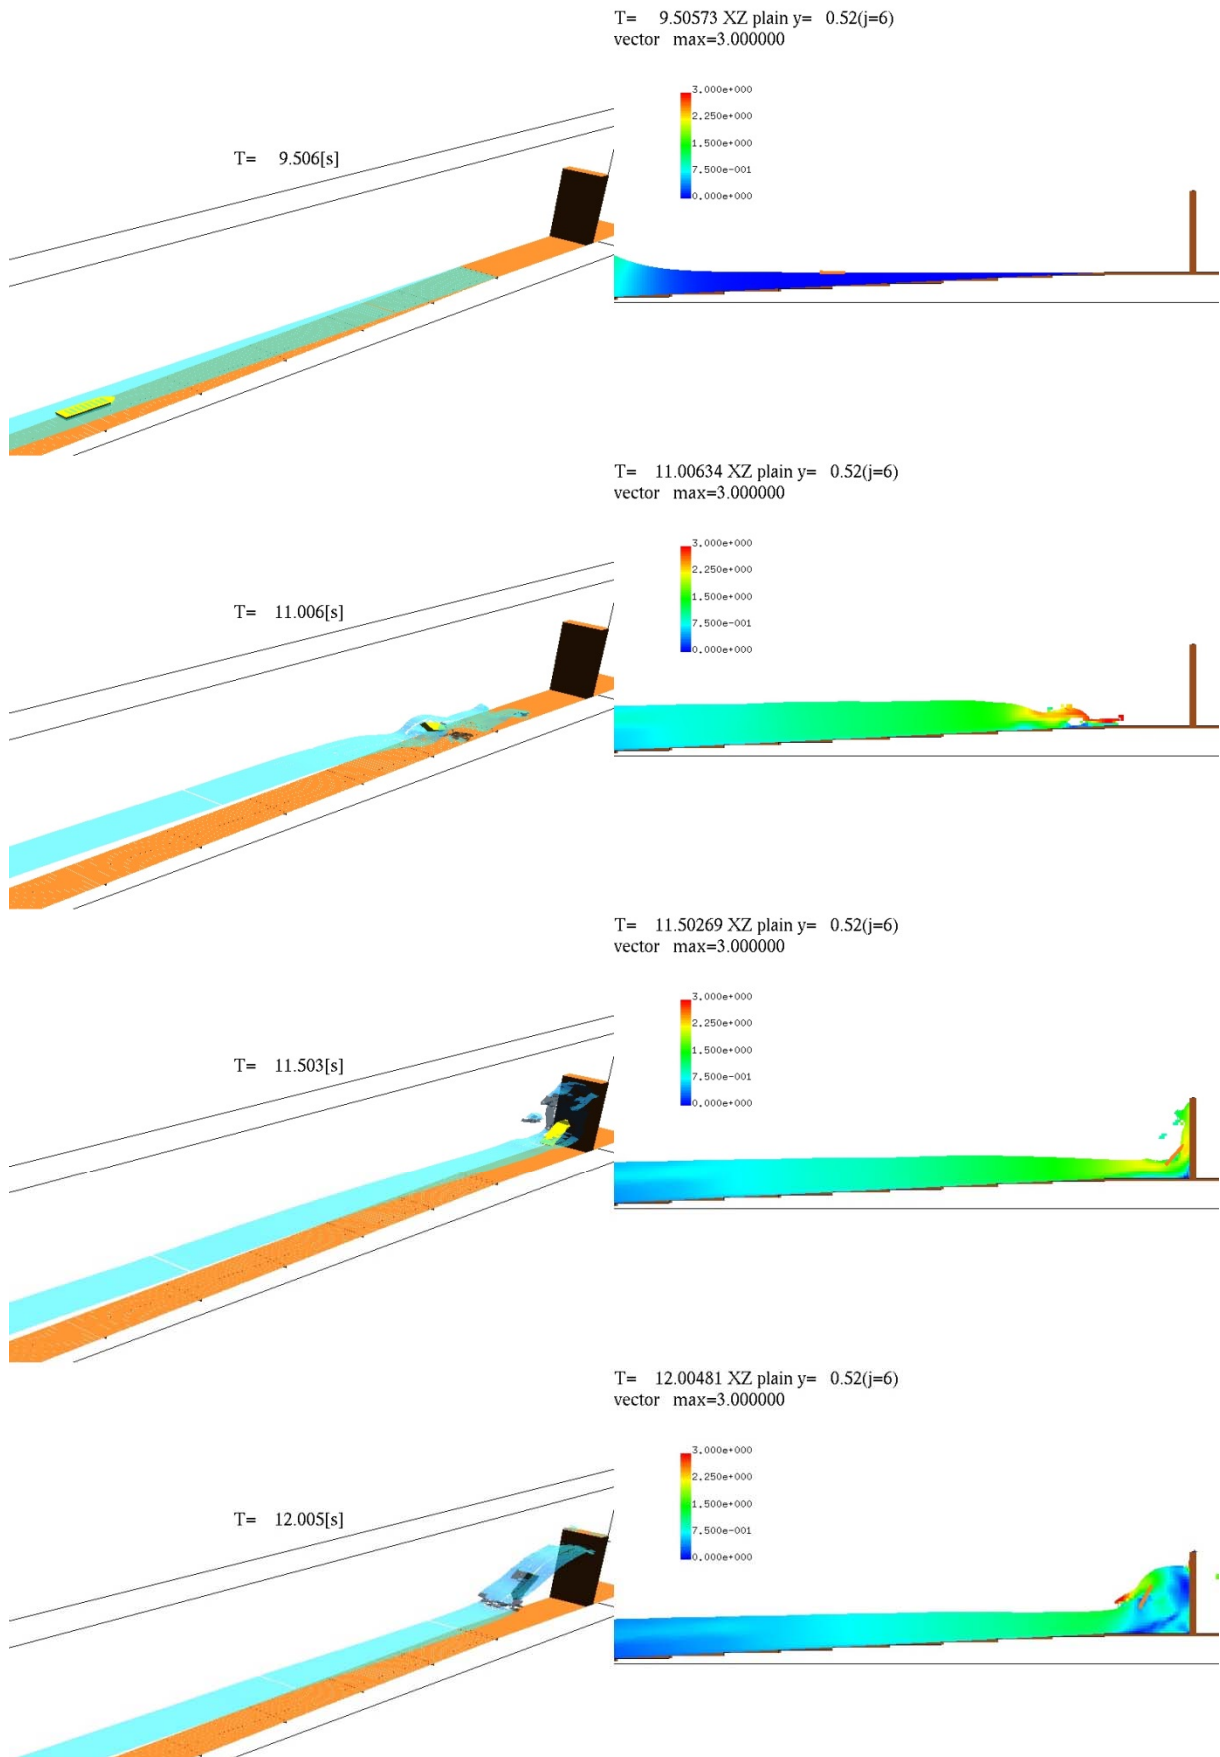 T= 9.50573 XZ plain y= 0.52(j=6)
vector max=3.000000
3.000e+000
2.250e+000
1.500e+000
7.500e-001
0.000e+000
T= 9.506[s]
T= 11.00634 XZ plain y= 0.52(j=6)
vector max=3.000000
3.000e+000
2.250e+000
1.500e+000
7.500e-001
0.000e+000
T= 11.006[s]
T= 11.50269 XZ plain y= 0.52(j=6)
vector max=3.000000
3.000e+000
2.250e+000
1.500e+000
7.500e-001
0.000e+000
T= 11.503[s]
T= 12.00481 XZ plain y= 0.52(j=6)
vector max=3.000000
3.000e+000
2.250e+000
1.500e+000
7.500e-001
0.000e+000
T= 12.005[s]